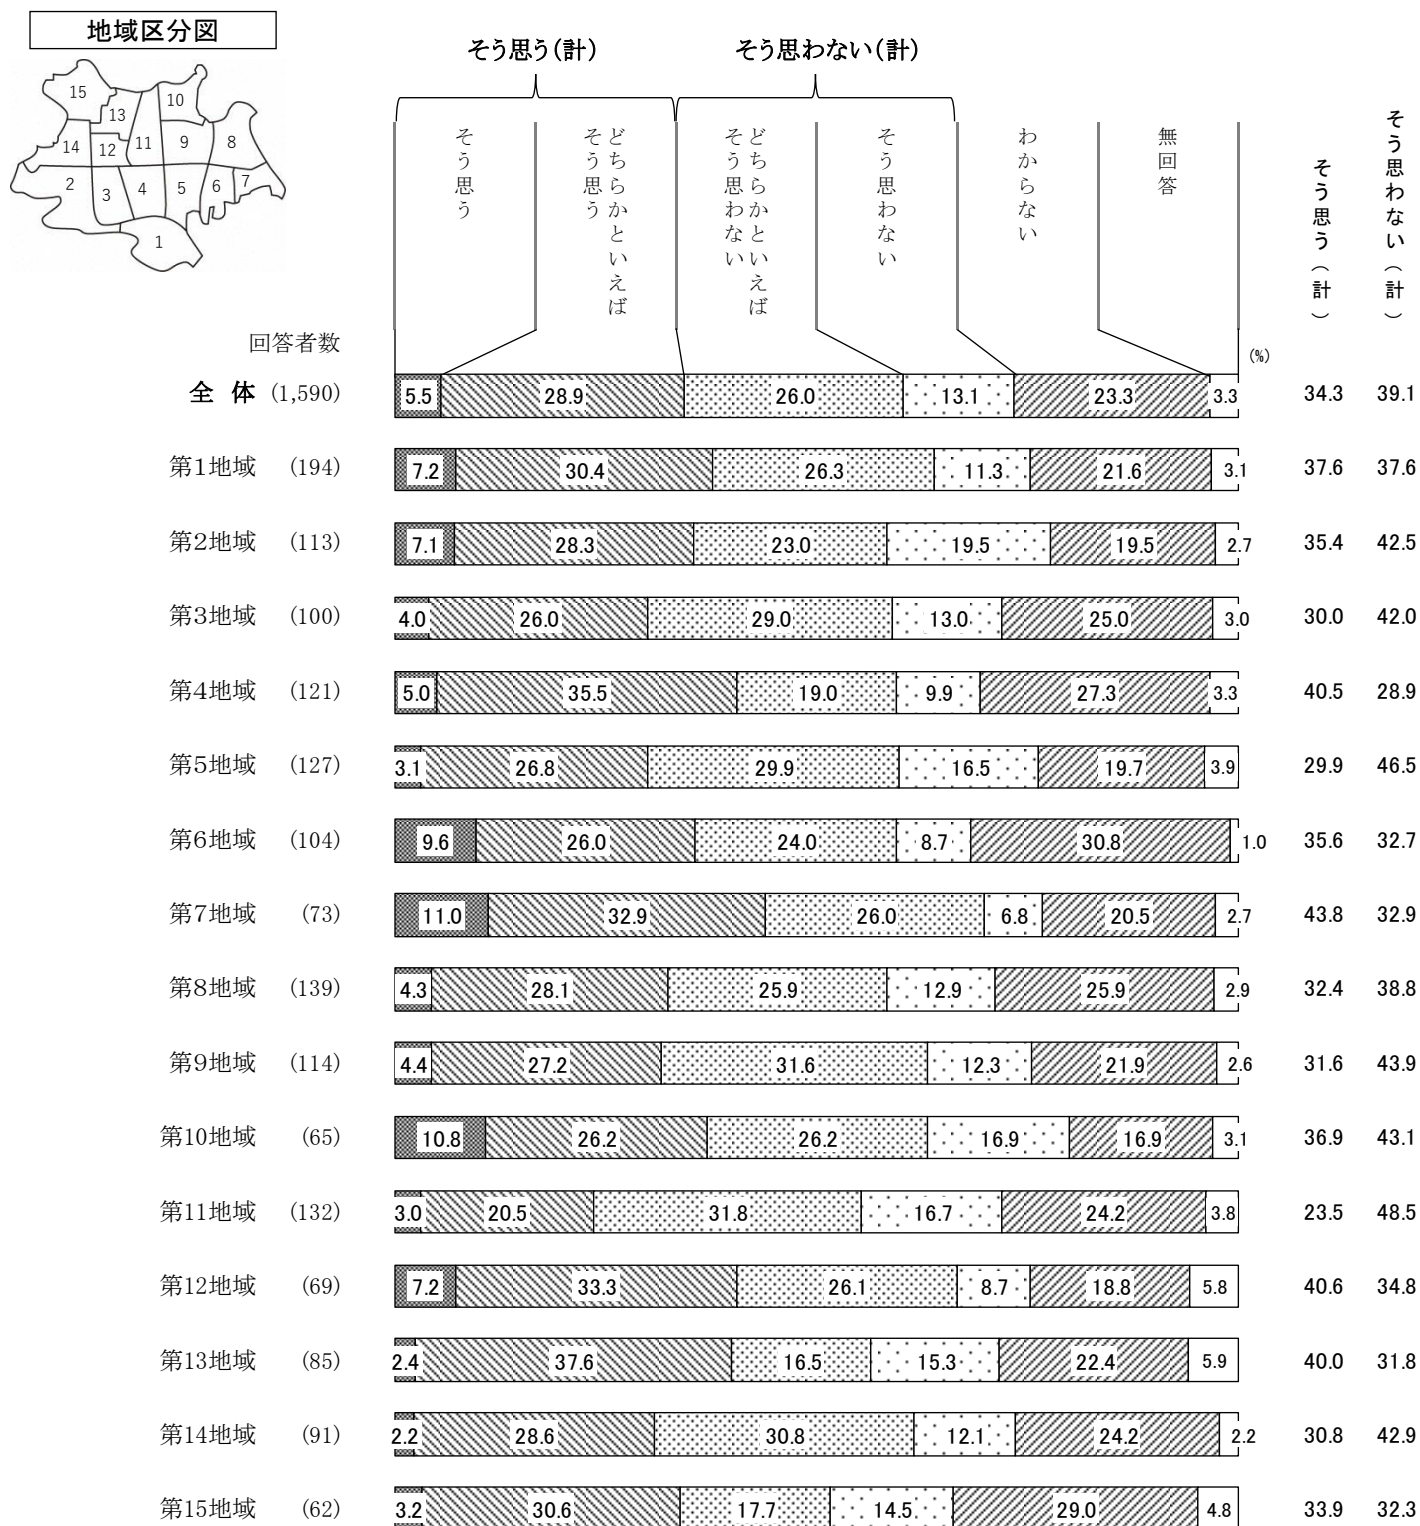 地域区分図
15
13
10
14
12
11
9
8
2
3
4
5
6
7
1
そう思う(計)
そう思わない(計)
そう思う
どちらかといえば
そう思う
どちらかといえば
そう思わない
そう思わない
わからない
無回答
そう思う(計)
そう思わない(計)
回答者数
(%)
全 体 (1,590) 5.5 28.9 26.0 13.1 23.3 3.3 34.3 39.1
第1地域 (194) 7.2 30.4 26.3 11.3 21.6 3.1 37.6 37.6
第2地域 (113) 7.1 28.3 23.0 19.5 19.5 2.7 35.4 42.5
第3地域 (100) 4.0 26.0 29.0 13.0 25.0 3.0 30.0 42.0
第4地域 (121) 5.0 35.5 19.0 9.9 27.3 3.3 40.5 28.9
第5地域 (127) 3.1 26.8 29.9 16.5 19.7 3.9 29.9 46.5
第6地域 (104) 9.6 26.0 24.0 8.7 30.8 1.0 35.6 32.7
第7地域 (73) 11.0 32.9 26.0 6.8 20.5 2.7 43.8 32.9
第8地域 (139) 4.3 28.1 25.9 12.9 25.9 2.9 32.4 38.8
第9地域 (114) 4.4 27.2 31.6 12.3 21.9 2.6 31.6 43.9
第10地域 (65) 10.8 26.2 26.2 16.9 16.9 3.1 36.9 43.1
第11地域 (132) 3.0 20.5 31.8 16.7 24.2 3.8 23.5 48.5
第12地域 (69) 7.2 33.3 26.1 8.7 18.8 5.8 40.6 34.8
第13地域 (85) 2.4 37.6 16.5 15.3 22.4 5.9 40.0 31.8
第14地域 (91) 2.2 28.6 30.8 12.1 24.2 2.2 30.8 42.9
第15地域 (62) 3.2 30.6 17.7 14.5 29.0 4.8 33.9 32.3